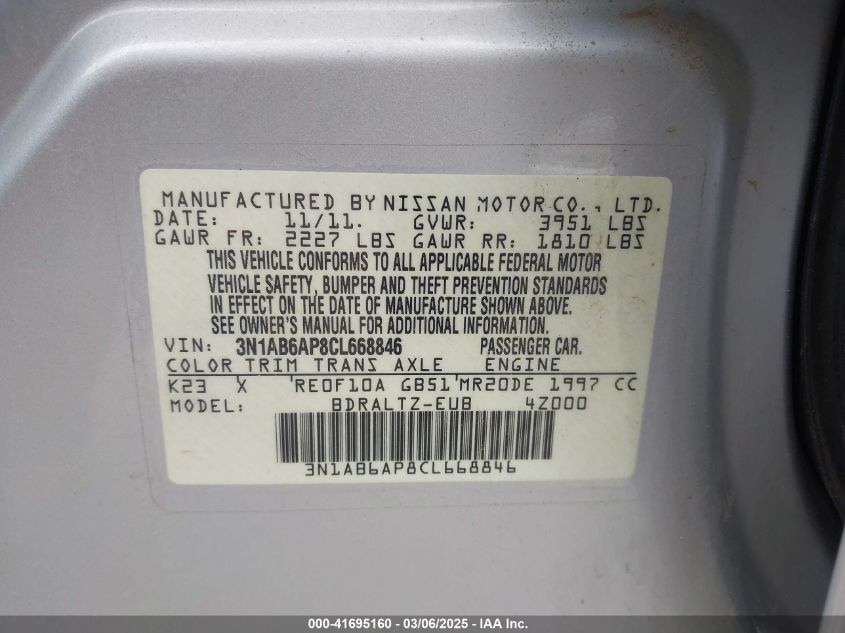 MANUFACTURED BY NISSAN MOTOR CO., LTD.
DATE: 11/11. GVWR: 3951 LBS
GAWR FR: 2227 LBS GAWR RR: 1810 LBS
THIS VEHICLE CONFORMS TO ALL APPLICABLE FEDERAL MOTOR
VEHICLE SAFETY, BUMPER AND THEFT PREVENTION STANDARDS
IN EFFECT ON THE DATE OF MANUFACTURE SHOWN ABOVE.
SEE OWNER'S MANUAL FOR ADDITIONAL INFORMATION.
VIN: 3N1AB6AP8CL668846 PASSENGER CAR.
COLOR TRIM TRANS AXLE ENGINE
K23 X RE0F10A GB51 MR20DE 1997 CC
MODEL: BDRALTZ-EUB 4Z000
3N1AB6AP8CL668846
000-41695160 - 03/06/2025 - IAA Inc.